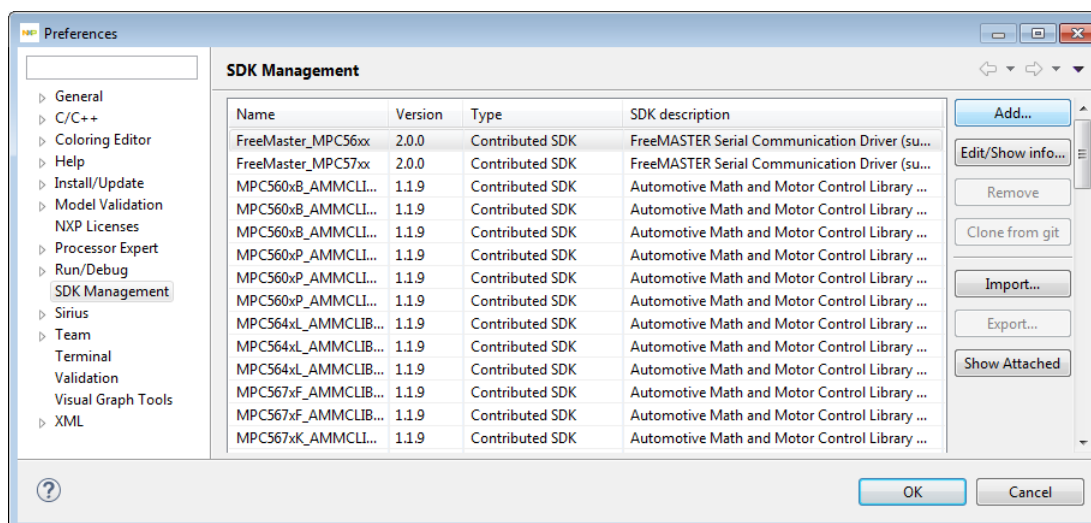 NXP Preferences
SDK Management
General
C/C++
Coloring Editor
Help
Install/Update
Model Validation
NXP Licenses
Processor Expert
Run/Debug
SDK Management
Sirius
Team
Terminal
Validation
Visual Graph Tools
XML
Name Version Type SDK description
FreeMaster_MPC56xx 2.0.0 Contributed SDK FreeMASTER Serial Communication Driver (su...
FreeMaster_MPC57xx 2.0.0 Contributed SDK FreeMASTER Serial Communication Driver (su...
MPC560xB_AMMCLI... 1.1.9 Contributed SDK Automotive Math and Motor Control Library ...
MPC560xB_AMMCLI... 1.1.9 Contributed SDK Automotive Math and Motor Control Library ...
MPC560xB_AMMCLI... 1.1.9 Contributed SDK Automotive Math and Motor Control Library ...
MPC560xP_AMMCLI... 1.1.9 Contributed SDK Automotive Math and Motor Control Library ...
MPC560xP_AMMCLI... 1.1.9 Contributed SDK Automotive Math and Motor Control Library ...
MPC560xP_AMMCLI... 1.1.9 Contributed SDK Automotive Math and Motor Control Library ...
MPC564xL_AMMCLIB... 1.1.9 Contributed SDK Automotive Math and Motor Control Library ...
MPC564xL_AMMCLIB... 1.1.9 Contributed SDK Automotive Math and Motor Control Library ...
MPC564xL_AMMCLIB... 1.1.9 Contributed SDK Automotive Math and Motor Control Library ...
MPC567xF_AMMCLIB... 1.1.9 Contributed SDK Automotive Math and Motor Control Library ...
MPC567xF_AMMCLIB... 1.1.9 Contributed SDK Automotive Math and Motor Control Library ...
MPC567xK_AMMCLI... 1.1.9 Contributed SDK Automotive Math and Motor Control Library ...
Add...
Edit/Show info...
Remove
Clone from git
Import...
Export...
Show Attached
?
OK Cancel